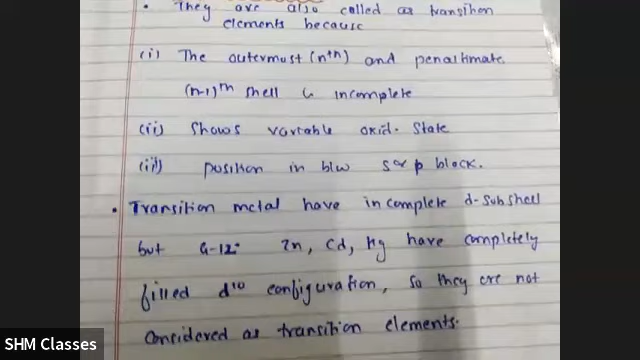 • They are also called as transition
elements because
(i) The outermost (nth) and penaltimate
(n-1)th shell is incomplete
(ii) Shows variable oxid. State
(iii) position in b/w s & p block.
• Transition metal have incomplete d-subshell
but G-12: Zn, Cd, Hg have completely
filled d10 configuration, so they are not
considered as transition elements.
SHM Classes